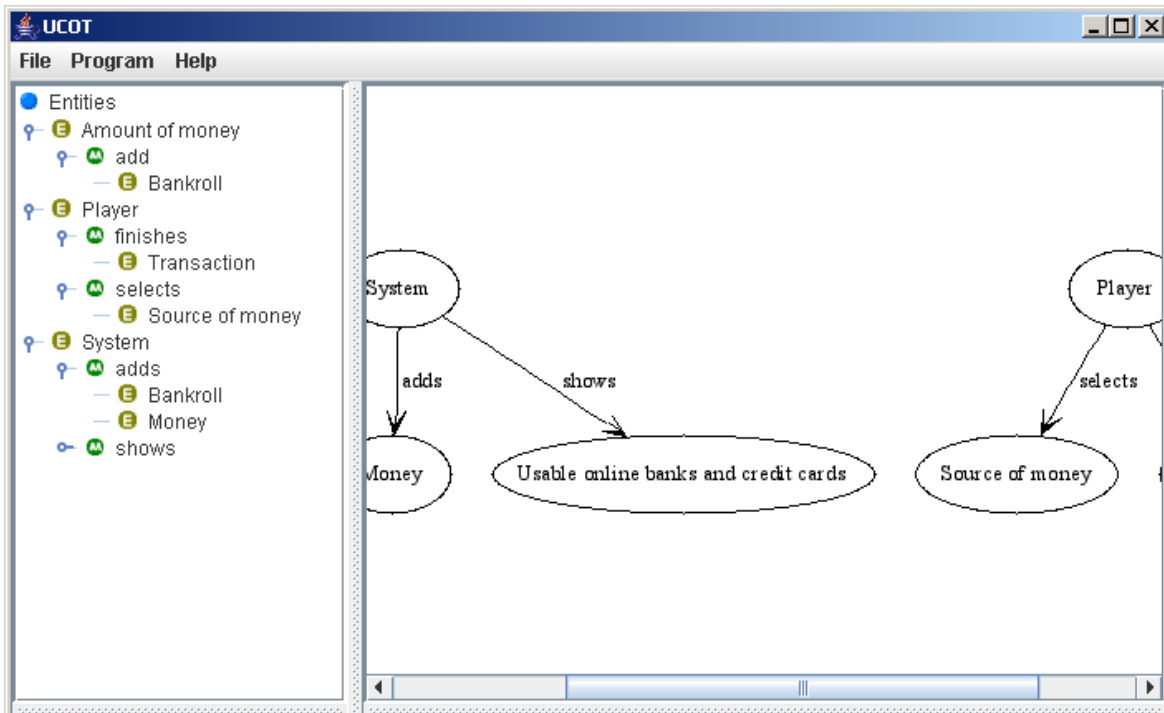 UCOT
File Program Help
Entities
Amount of money
add
Bankroll
Player
finishes
Transaction
selects
Source of money
System
adds
Bankroll
Money
shows
System
Player
adds
shows
selects
Money
Usable online banks and credit cards
Source of money